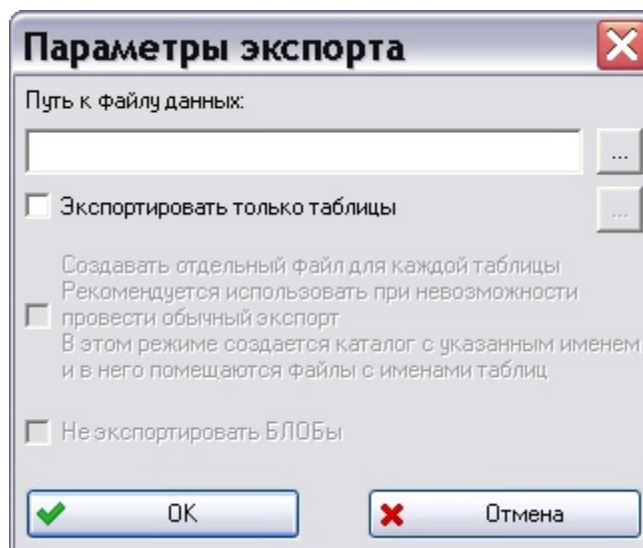 Параметры экспорта
Путь к файлу данных:
...
Экспортировать только таблицы
...
Создавать отдельный файл для каждой таблицы
Рекомендуется использовать при невозможности
провести обычный экспорт
В этом режиме создается каталог с указанным именем
и в него помещаются файлы с именами таблиц
Не экспортировать БЛОБы
OK
Отмена